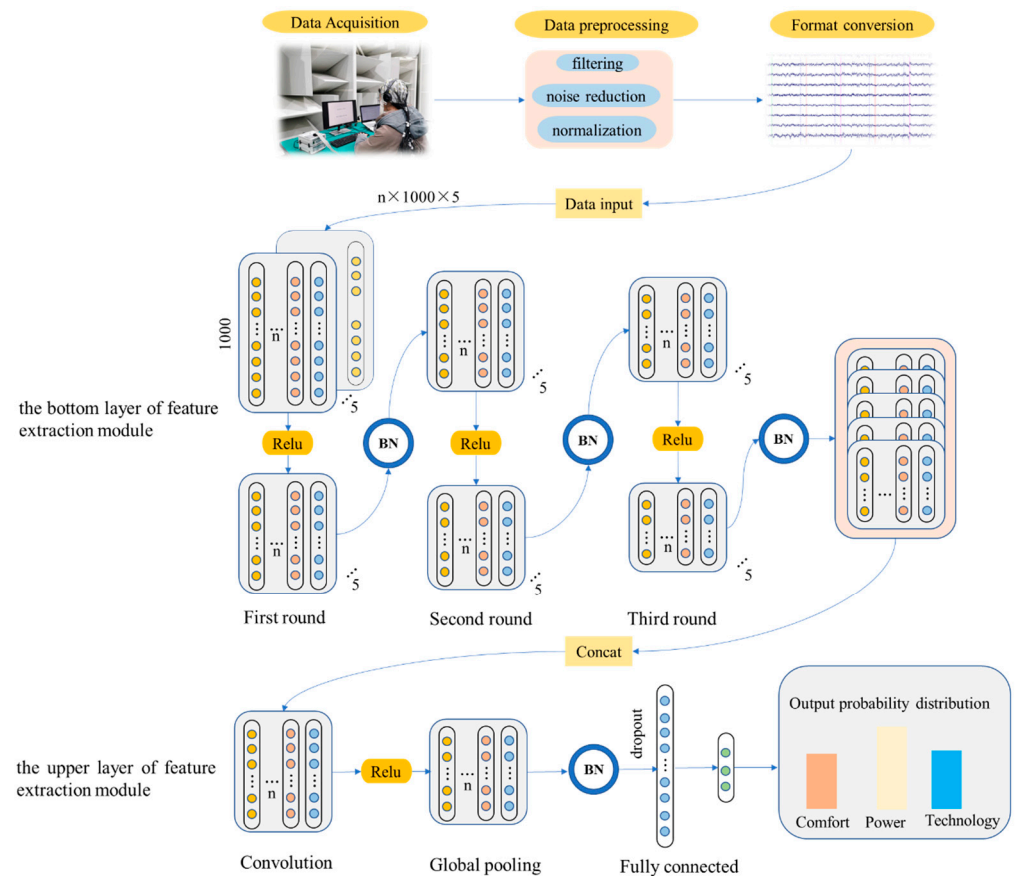 Data Acquisition
Data preprocessing
Format conversion
filtering
noise reduction
normalization
n×1000×5
Data input
1000
...
n
5
...
n
5
...
n
5
the bottom layer of feature
extraction module
Relu
BN
Relu
BN
Relu
BN
...
n
5
...
n
5
...
n
5
...
First round
Second round
Third round
Concat
Output probability distribution
dropout
the upper layer of feature
extraction module
...
n
Relu
...
n
BN
Comfort
Power
Technology
Convolution
Global pooling
Fully connected